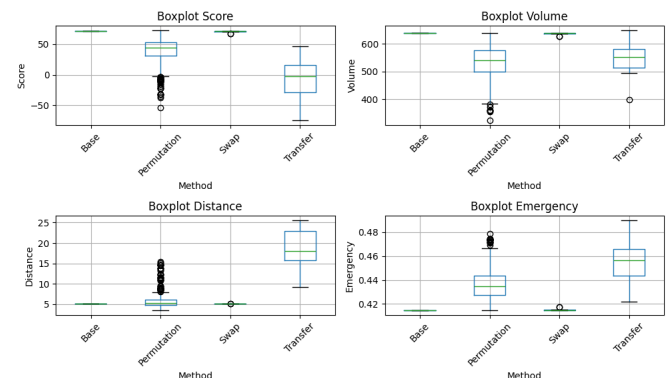 Boxplot Score
Score
50
0
−50
Base
Permutation
Swap
Transfer
Method
Boxplot Volume
Volume
600
500
400
Base
Permutation
Swap
Transfer
Method
Boxplot Distance
Distance
25
20
15
10
5
Base
Permutation
Swap
Transfer
Method
Boxplot Emergency
Emergency
0.48
0.46
0.44
0.42
Base
Permutation
Swap
Transfer
Method